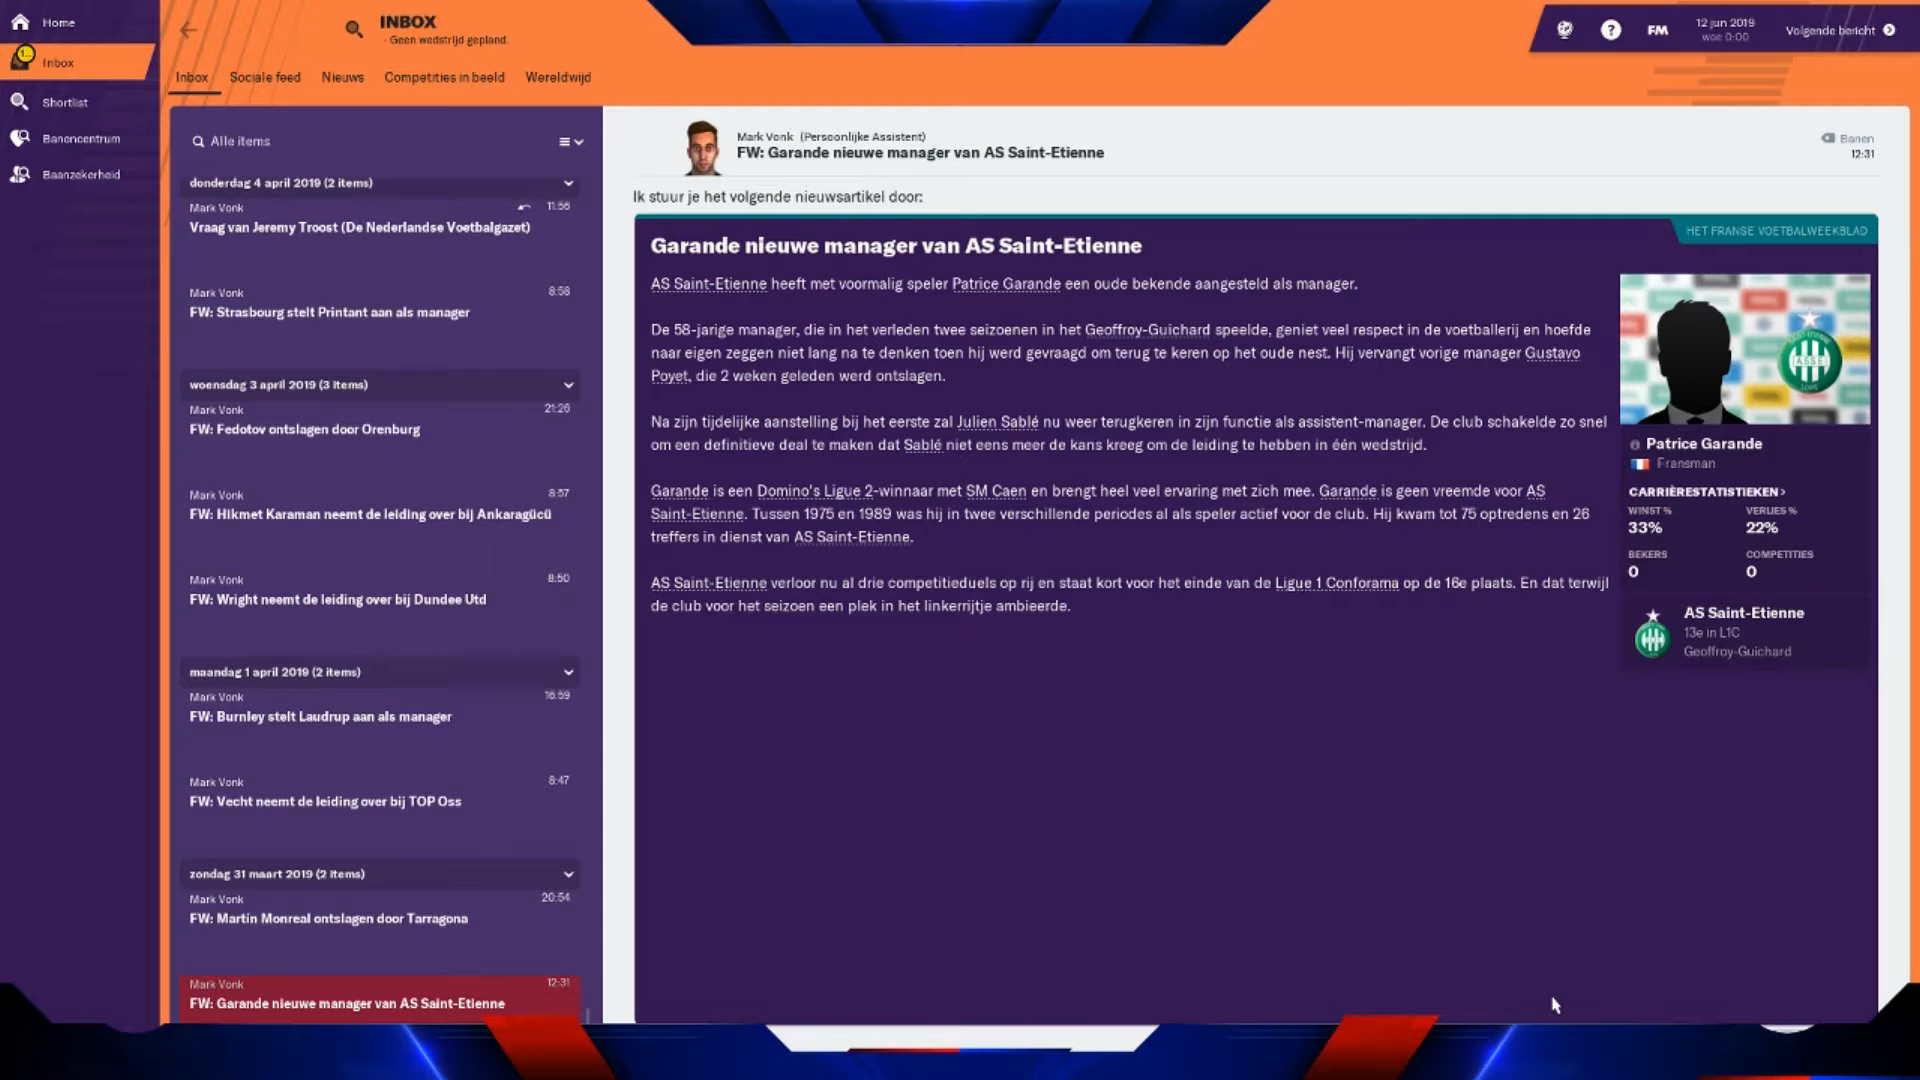 Home
Inbox
Shortlist
Banencentrum
Baanzekerheid
INBOX
- Geen wedstrijd gepland.
FM
12 jun 2019
woe 0:00
Volgende bericht
Inbox
Sociale feed
Nieuws
Competities in beeld
Wereldwijd
Alle items
donderdag 4 april 2019 (2 items)
Mark Vonk 11:56
Vraag van Jeremy Troost (De Nederlandse Voetbalgazet)
Mark Vonk 8:58
FW: Strasbourg stelt Printant aan als manager
woensdag 3 april 2019 (3 items)
Mark Vonk 21:26
FW: Fedotov ontslagen door Orenburg
Mark Vonk 8:57
FW: Hikmet Karaman neemt de leiding over bij Ankaragücü
Mark Vonk 8:50
FW: Wright neemt de leiding over bij Dundee Utd
maandag 1 april 2019 (2 items)
Mark Vonk 16:59
FW: Burnley stelt Laudrup aan als manager
Mark Vonk 8:47
FW: Vecht neemt de leiding over bij TOP Oss
zondag 31 maart 2019 (2 items)
Mark Vonk 20:54
FW: Martín Monreal ontslagen door Tarragona
Mark Vonk 12:31
FW: Garande nieuwe manager van AS Saint-Etienne
Mark Vonk (Persoonlijke Assistent)
FW: Garande nieuwe manager van AS Saint-Etienne
Banen
12:31
Ik stuur je het volgende nieuwsartikel door:
HET FRANSE VOETBALWEEKBLAD
Garande nieuwe manager van AS Saint-Etienne
AS Saint-Etienne heeft met voormalig speler Patrice Garande een oude bekende aangesteld als manager.
De 58-jarige manager, die in het verleden twee seizoenen in het Geoffroy-Guichard speelde, geniet veel respect in de voetballerij en hoefde
naar eigen zeggen niet lang na te denken toen hij werd gevraagd om terug te keren op het oude nest. Hij vervangt vorige manager Gustavo
Poyet, die 2 weken geleden werd ontslagen.
Na zijn tijdelijke aanstelling bij het eerste zal Julien Sablé nu weer terugkeren in zijn functie als assistent-manager. De club schakelde zo snel
om een definitieve deal te maken dat Sablé niet eens meer de kans kreeg om de leiding te hebben in één wedstrijd.
Garande is een Domino's Ligue 2-winnaar met SM Caen en brengt heel veel ervaring met zich mee. Garande is geen vreemde voor AS
Saint-Etienne. Tussen 1975 en 1989 was hij in twee verschillende periodes al als speler actief voor de club. Hij kwam tot 75 optredens en 26
treffers in dienst van AS Saint-Etienne.
AS Saint-Etienne verloor nu al drie competitieduels op rij en staat kort voor het einde van de Ligue 1 Conforama op de 16e plaats. En dat terwijl
de club voor het seizoen een plek in het linkerrijtje ambieerde.
ASSE
Patrice Garande
Fransman
CARRIÈRESTATISTIEKEN >
WINST % VERLIES %
33% 22%
BEKERS COMPETITIES
0 0
AS Saint-Etienne
13e in L1C
Geoffroy-Guichard